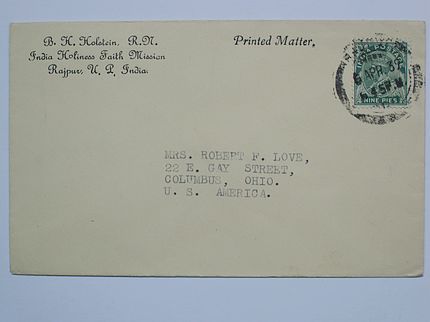 B. H. Holstein, R.N.
India Holiness Faith Mission
Rajpur, U. P., India.
Printed Matter.
APR.
NINE PIES
MRS. ROBERT F. LOVE,
22 E. GAY STREET,
COLUMBUS, OHIO.
U. S. AMERICA.